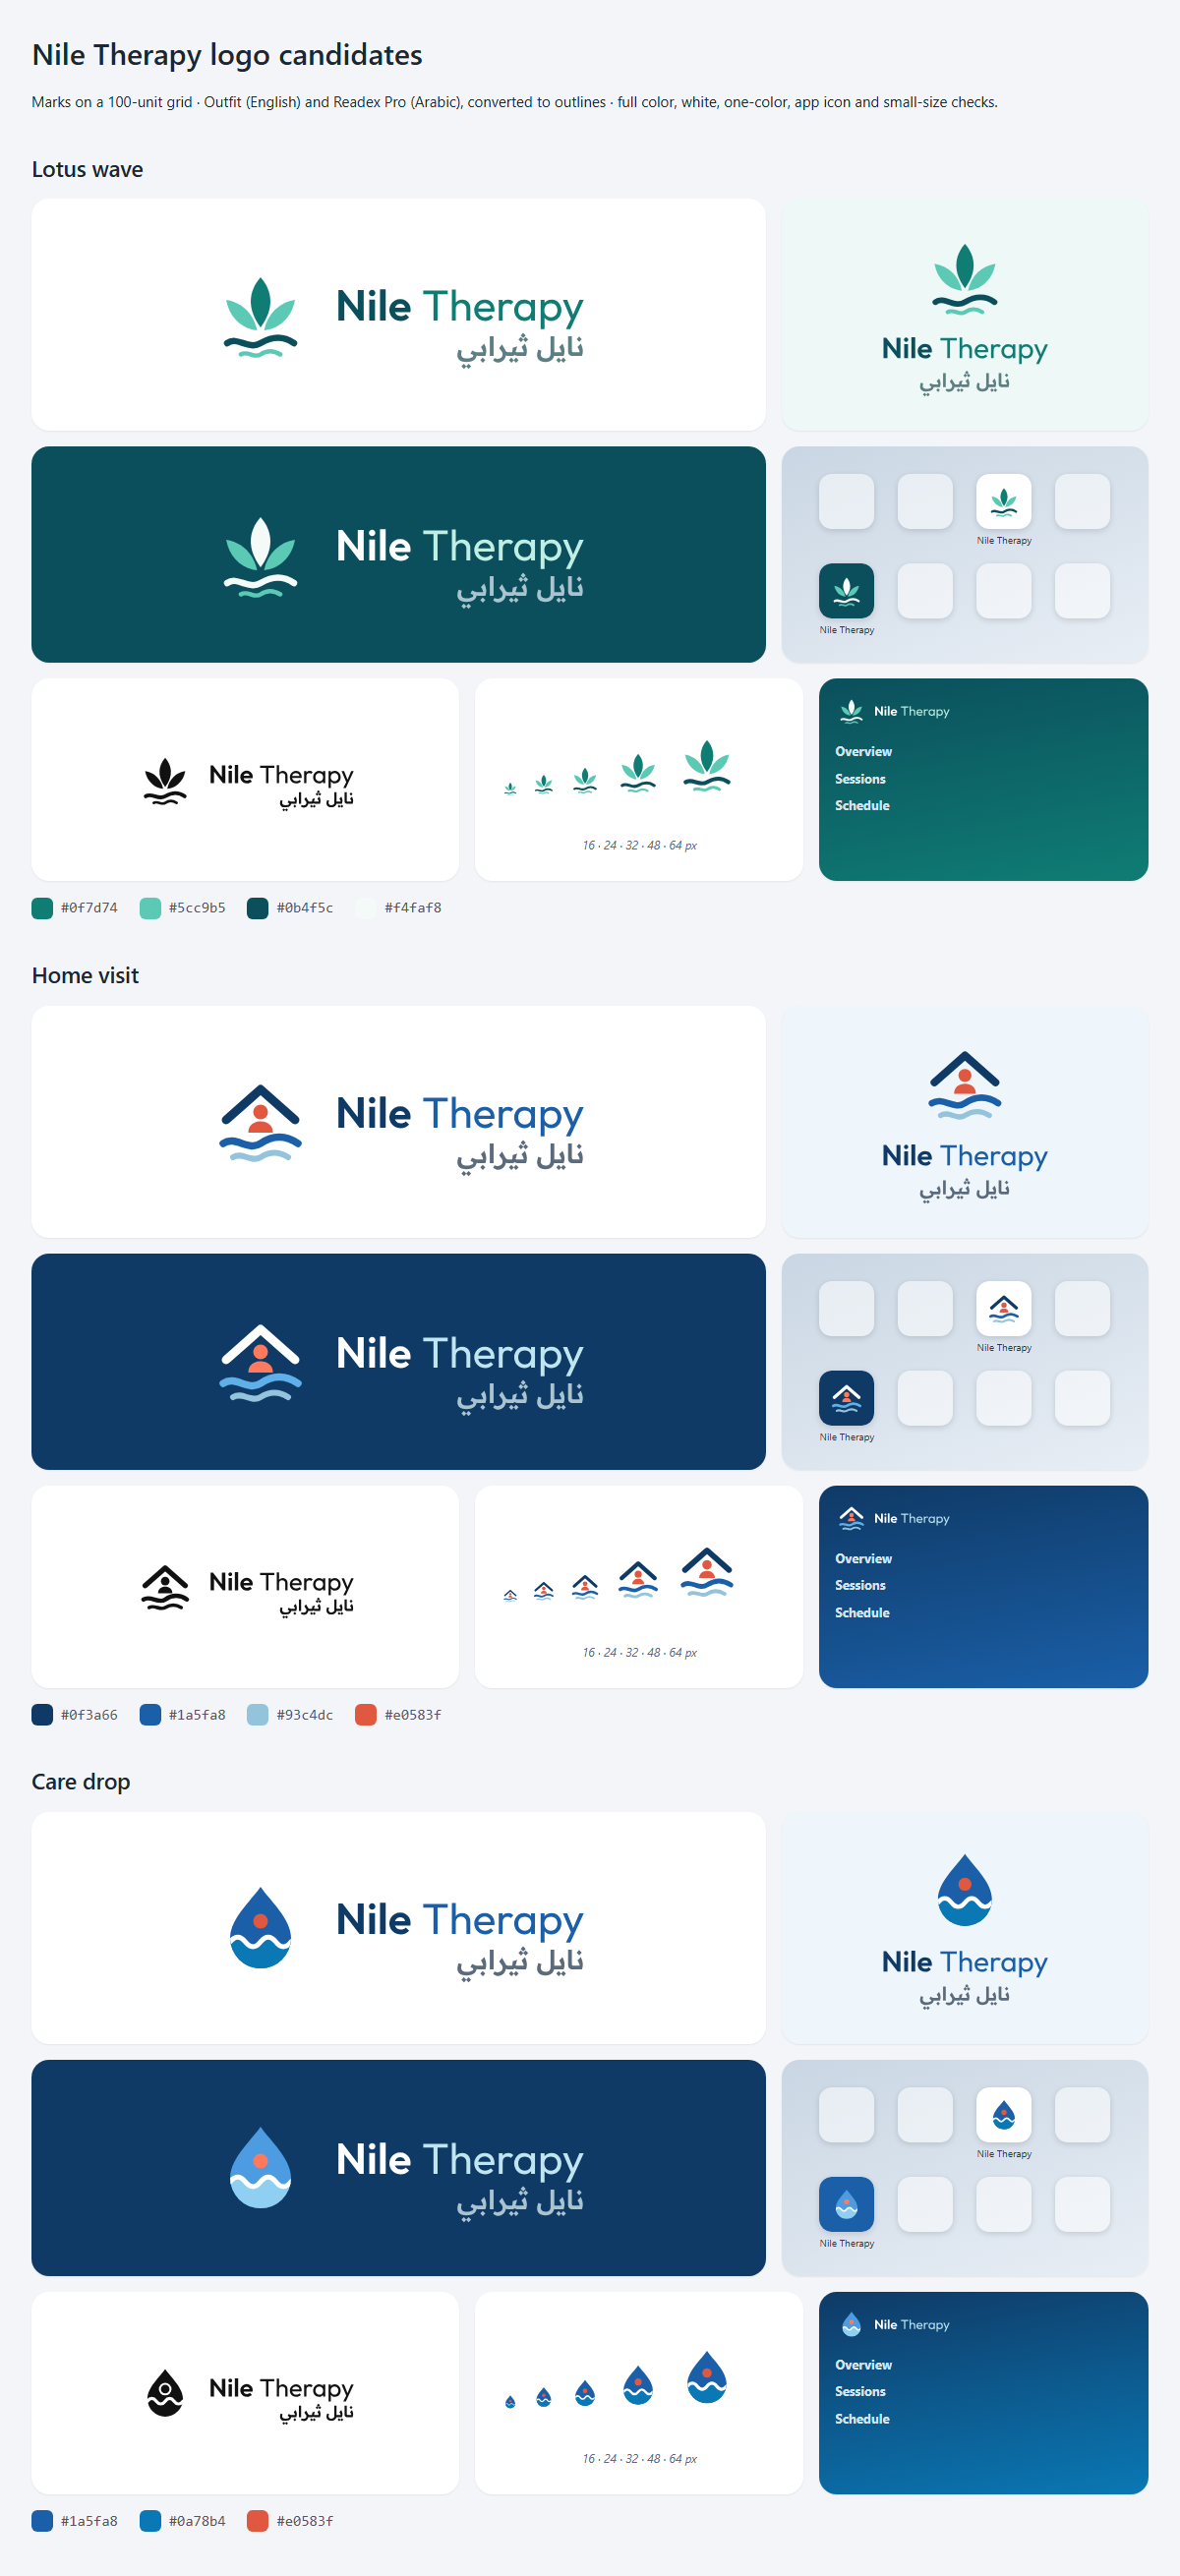 Nile Therapy logo candidates
Marks on a 100-unit grid · Outfit (English) and Readex Pro (Arabic), converted to outlines · full color, white, one-color, app icon and small-size checks.
Lotus wave
Nile Therapy
نايل ثيرابي
Nile Therapy
نايل ثيرابي
Nile Therapy
نايل ثيرابي
Nile Therapy
Nile Therapy
Nile Therapy
نايل ثيرابي
16 · 24 · 32 · 48 · 64 px
Nile Therapy
Overview
Sessions
Schedule
#0f7d74
#5cc9b5
#0b4f5c
#f4faf8
Home visit
Nile Therapy
نايل ثيرابي
Nile Therapy
نايل ثيرابي
Nile Therapy
نايل ثيرابي
Nile Therapy
Nile Therapy
Nile Therapy
نايل ثيرابي
16 · 24 · 32 · 48 · 64 px
Nile Therapy
Overview
Sessions
Schedule
#0f3a66
#1a5fa8
#93c4dc
#e0583f
Care drop
Nile Therapy
نايل ثيرابي
Nile Therapy
نايل ثيرابي
Nile Therapy
نايل ثيرابي
Nile Therapy
Nile Therapy
Nile Therapy
نايل ثيرابي
16 · 24 · 32 · 48 · 64 px
Nile Therapy
Overview
Sessions
Schedule
#1a5fa8
#0a78b4
#e0583f